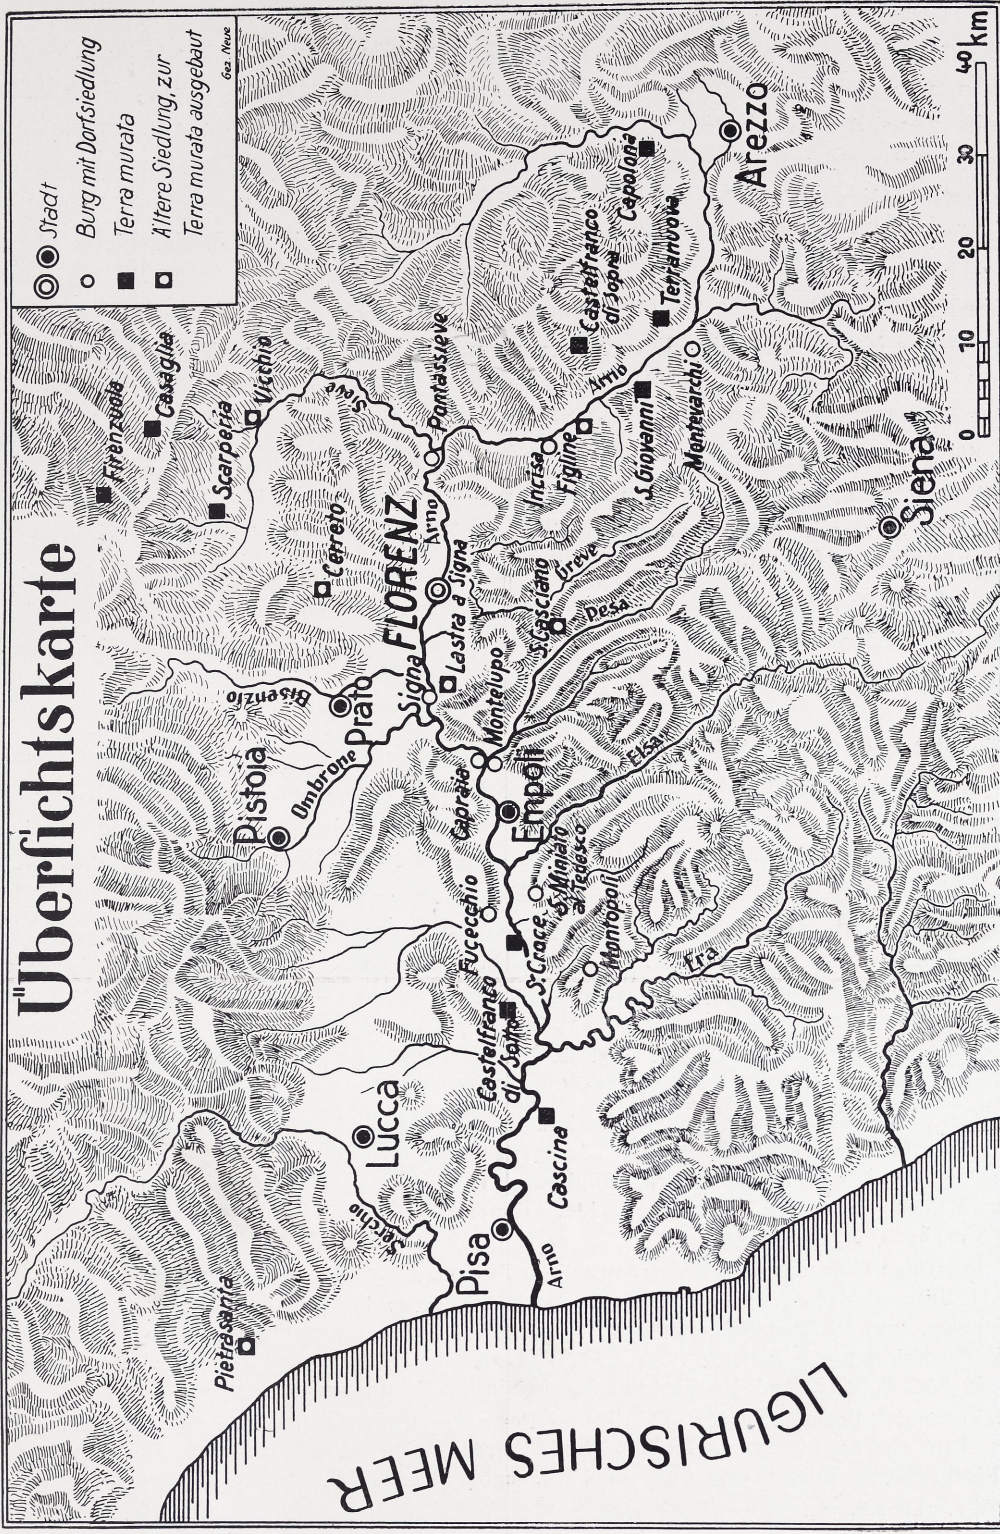 Überſichtskarte
Stadt
Burg mit Dorfsiedlung
Terra murata
Ältere Siedlung, zur
Terra murata ausgebaut
Gez. Neue
Firenzuola
Casaglia
Scarperia
Vicchio
Sieve
Cerreto
Pistoia
Ombrone
Bisenzio
Prato
FLORENZ
Arno
Pontassieve
Signa
Lastra a Signa
Pietrasanta
Serchio
Lucca
Pisa
Arno
Cascina
Castelfranco
di Sotto
Fucecchio
Sᵗᵃ Croce
S. Miniato
al Tedesco
Montopoli
Era
Capraia
Montelupo
Empoli
Elsa
S. Casciano
Greve
Pesa
Incisa
Figline
Arno
S. Giovanni
Montevarchi
Castelfranco
di Sopra
Terranuova
Capolona
Arezzo
Siena
LIGURISCHES MEER
0 10 20 30 40 km